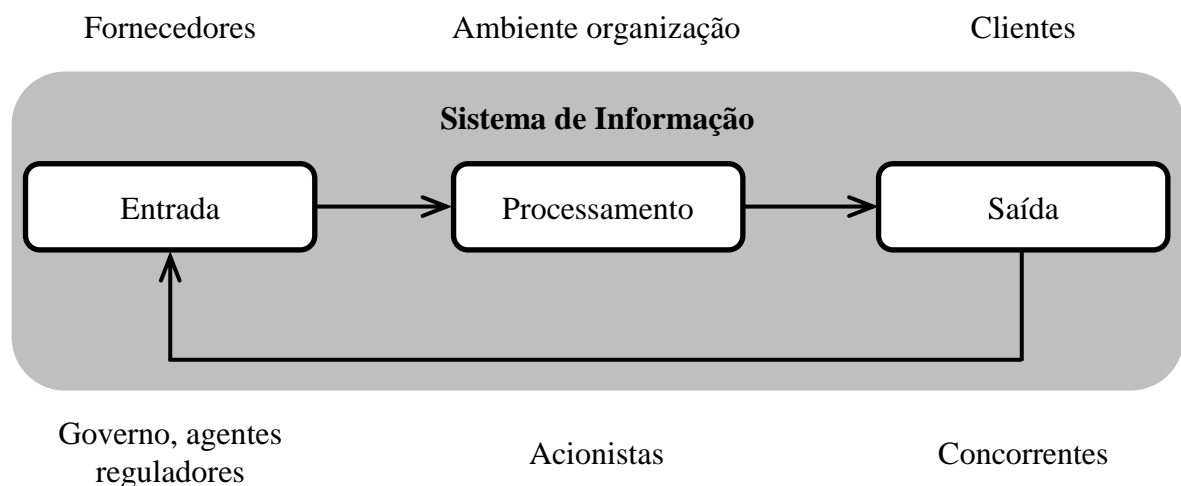 Fornecedores
Ambiente organização
Clientes
Sistema de Informação
Entrada
Processamento
Saída
Governo, agentes
reguladores
Acionistas
Concorrentes